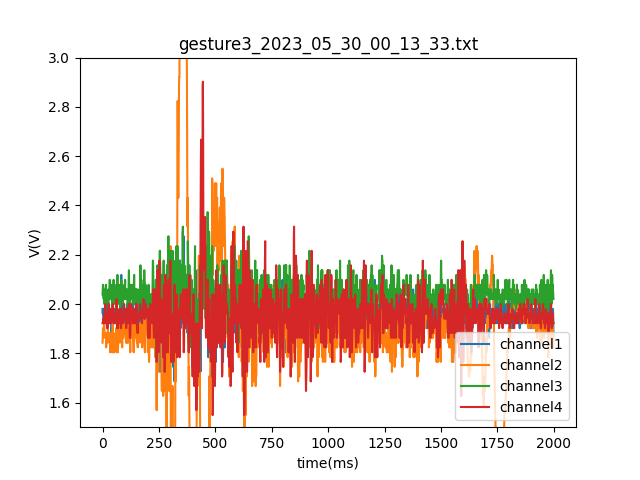 gesture3_2023_05_30_00_13_33.txt
3.0
2.8
2.6
2.4
2.2
2.0
1.8
1.6
V(V)
channel1
channel2
channel3
channel4
0 250 500 750 1000 1250 1500 1750 2000
time(ms)